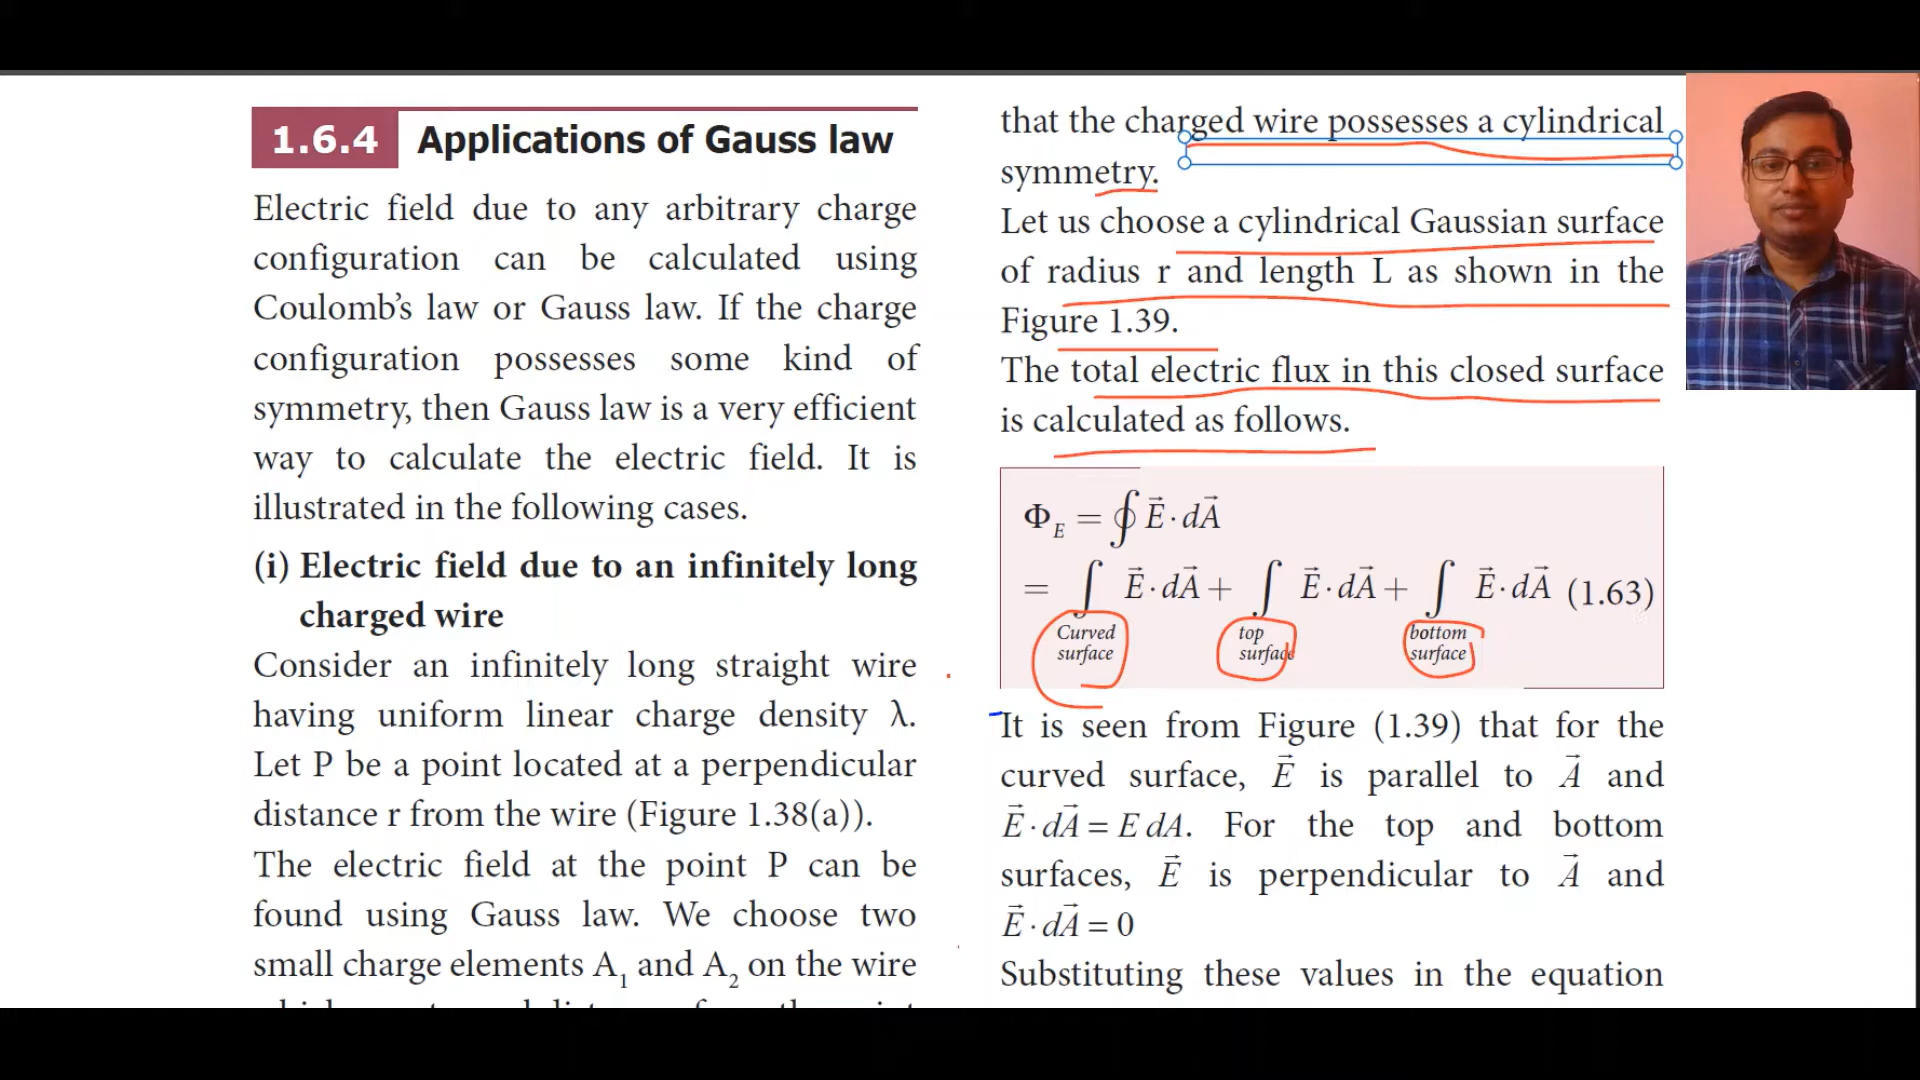 1.6.4 Applications of Gauss law
Electric field due to any arbitrary charge
configuration can be calculated using
Coulomb’s law or Gauss law. If the charge
configuration possesses some kind of
symmetry, then Gauss law is a very efficient
way to calculate the electric field. It is
illustrated in the following cases.
(i) Electric field due to an infinitely long
charged wire
Consider an infinitely long straight wire
having uniform linear charge density λ.
Let P be a point located at a perpendicular
distance r from the wire (Figure 1.38(a)).
The electric field at the point P can be
found using Gauss law. We choose two
small charge elements A₁ and A₂ on the wire
that the charged wire possesses a cylindrical
symmetry.
Let us choose a cylindrical Gaussian surface
of radius r and length L as shown in the
Figure 1.39.
The total electric flux in this closed surface
is calculated as follows.
Φ_E = ∮ E⃗ · dA⃗
= ∫ E⃗ · dA⃗ + ∫ E⃗ · dA⃗ + ∫ E⃗ · dA⃗ (1.63)
Curved top bottom
surface surface surface
It is seen from Figure (1.39) that for the
curved surface, E⃗ is parallel to A⃗ and
E⃗ · dA⃗ = E dA. For the top and bottom
surfaces, E⃗ is perpendicular to A⃗ and
E⃗ · dA⃗ = 0
Substituting these values in the equation